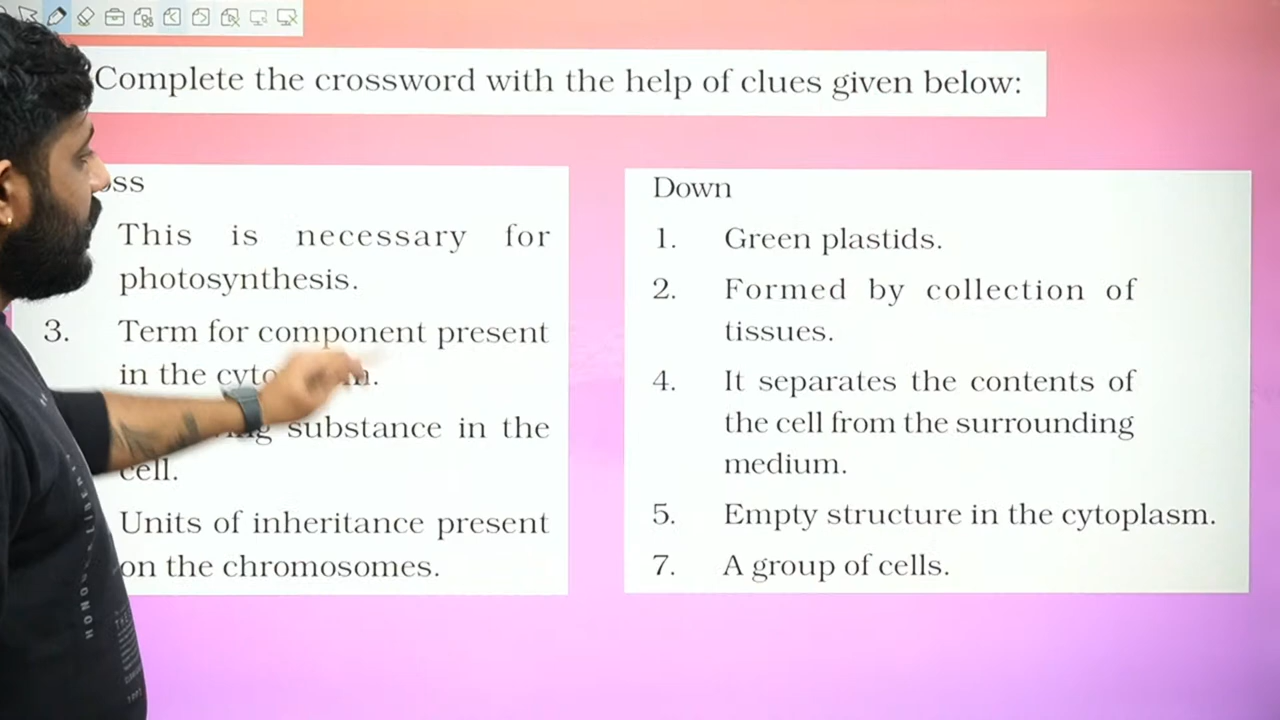 Complete the crossword with the help of clues given below:
This is necessary for
photosynthesis.
3. Term for component present
in the
substance in the
cell.
Units of inheritance present
on the chromosomes.
Down
1. Green plastids.
2. Formed by collection of
tissues.
4. It separates the contents of
the cell from the surrounding
medium.
5. Empty structure in the cytoplasm.
7. A group of cells.